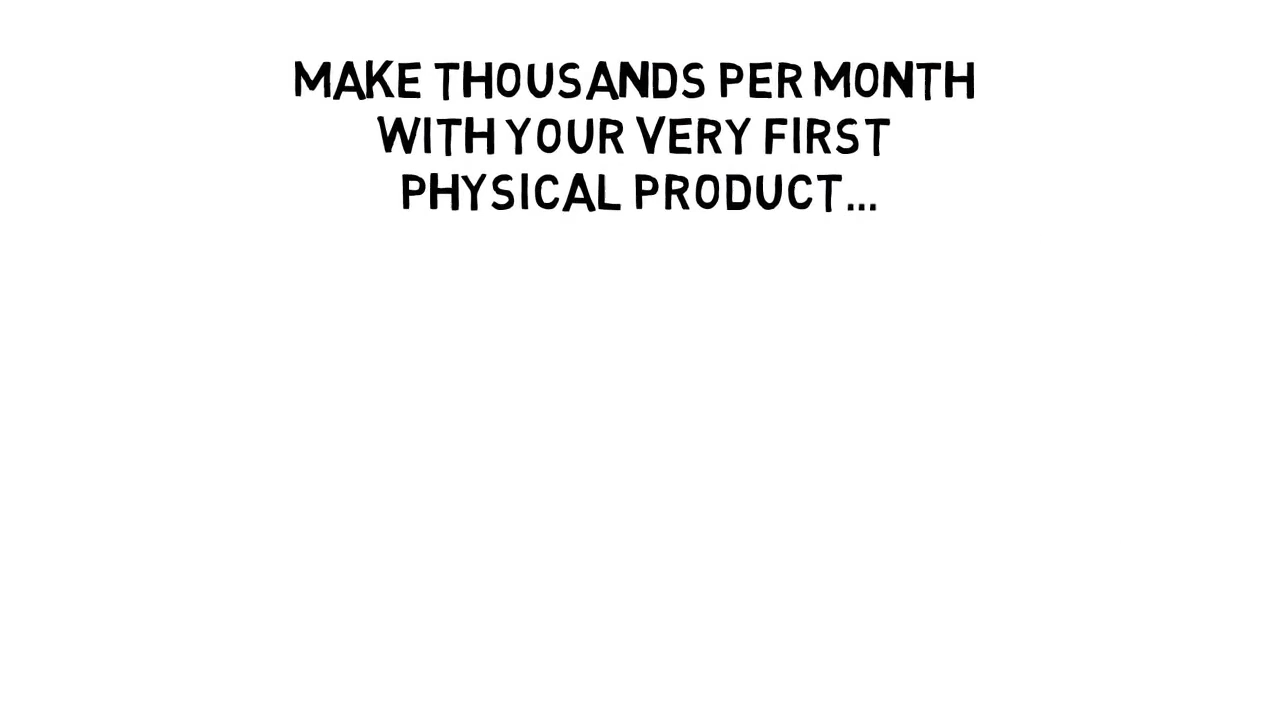 MAKE THOUSANDS PER MONTH
WITH YOUR VERY FIRST
PHYSICAL PRODUCT...